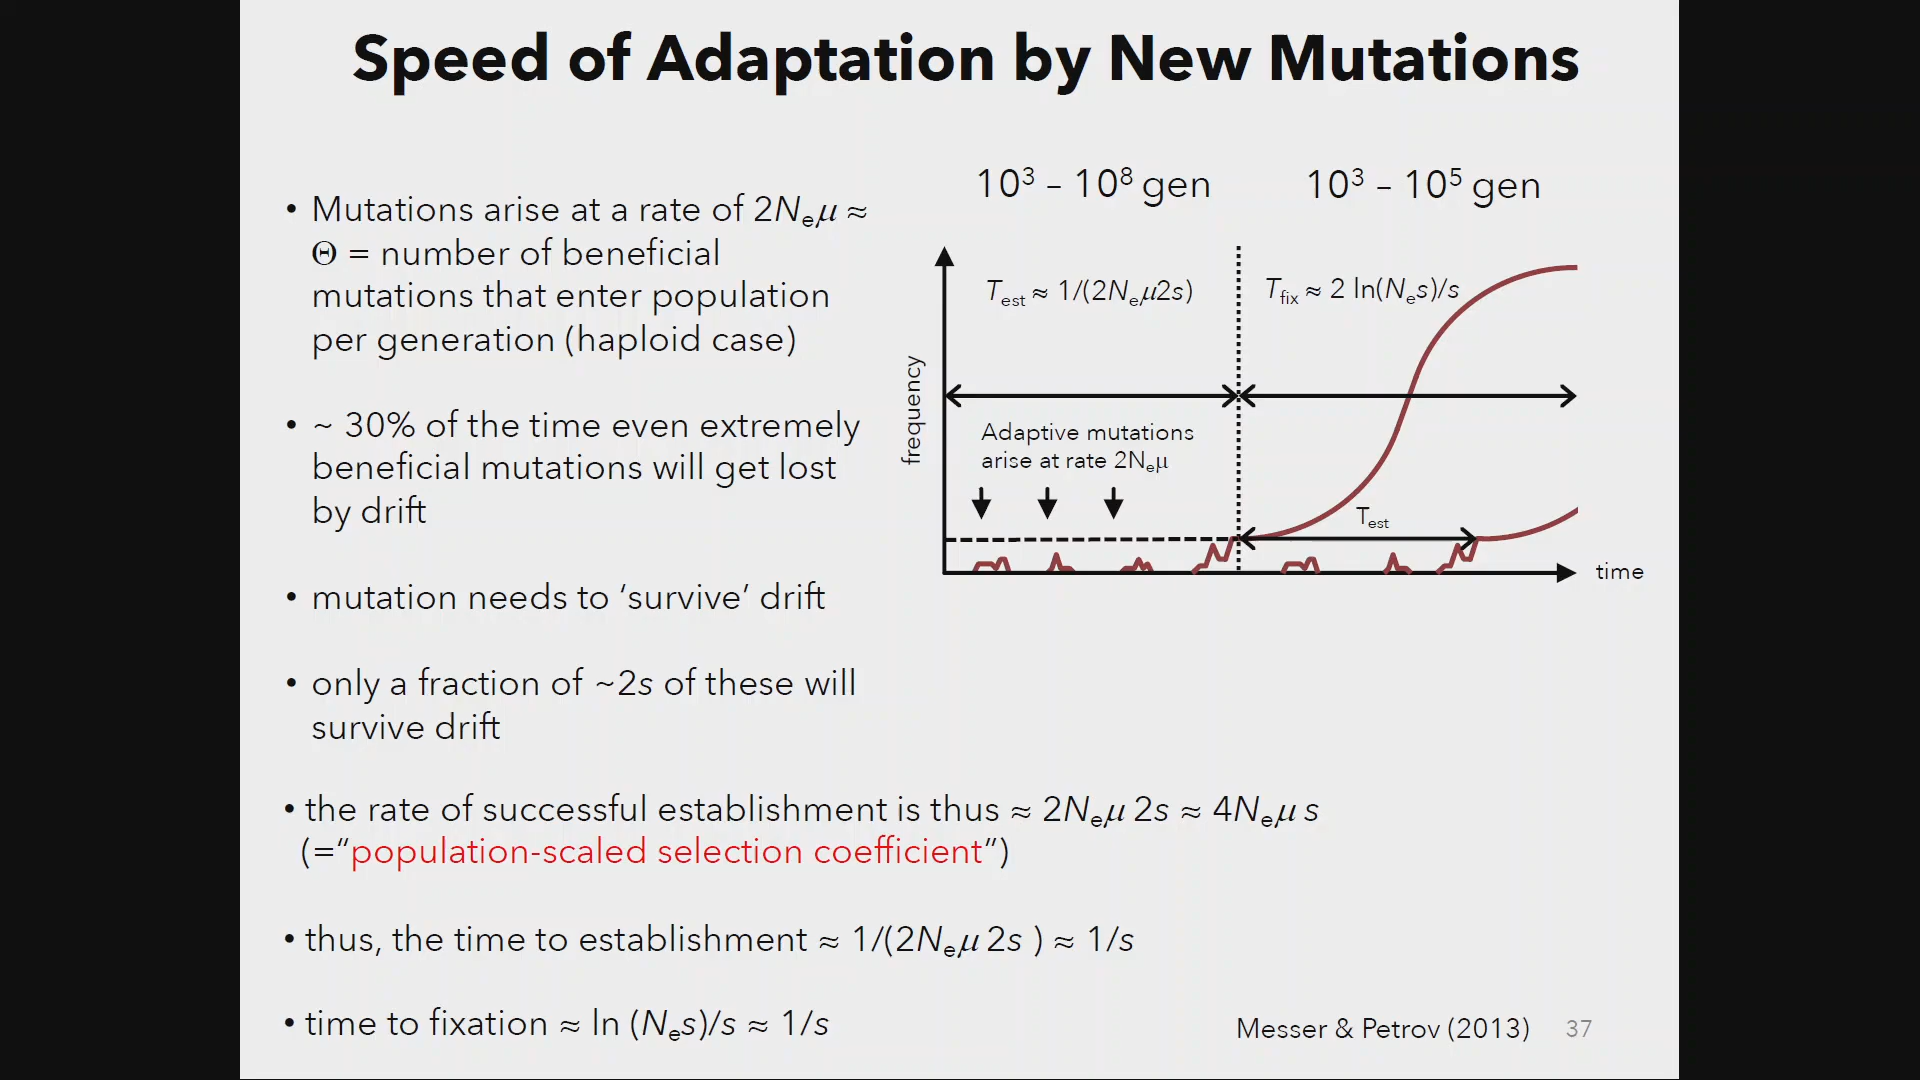 Speed of Adaptation by New Mutations
• Mutations arise at a rate of 2Nₑμ ≈
Θ = number of beneficial
mutations that enter population
per generation (haploid case)
• ~ 30% of the time even extremely
beneficial mutations will get lost
by drift
• mutation needs to ‘survive’ drift
• only a fraction of ~2s of these will
survive drift
• the rate of successful establishment is thus ≈ 2Nₑμ 2s ≈ 4Nₑμ s
(=“population-scaled selection coefficient”)
• thus, the time to establishment ≈ 1/(2Nₑμ 2s ) ≈ 1/s
• time to fixation ≈ ln (Nₑs)/s ≈ 1/s
10³ – 10⁸ gen
10³ – 10⁵ gen
Test ≈ 1/(2Nₑμ2s)
Tfix ≈ 2 ln(Nₑs)/s
frequency
Adaptive mutations
arise at rate 2Nₑμ
Test
time
Messer & Petrov (2013)
37